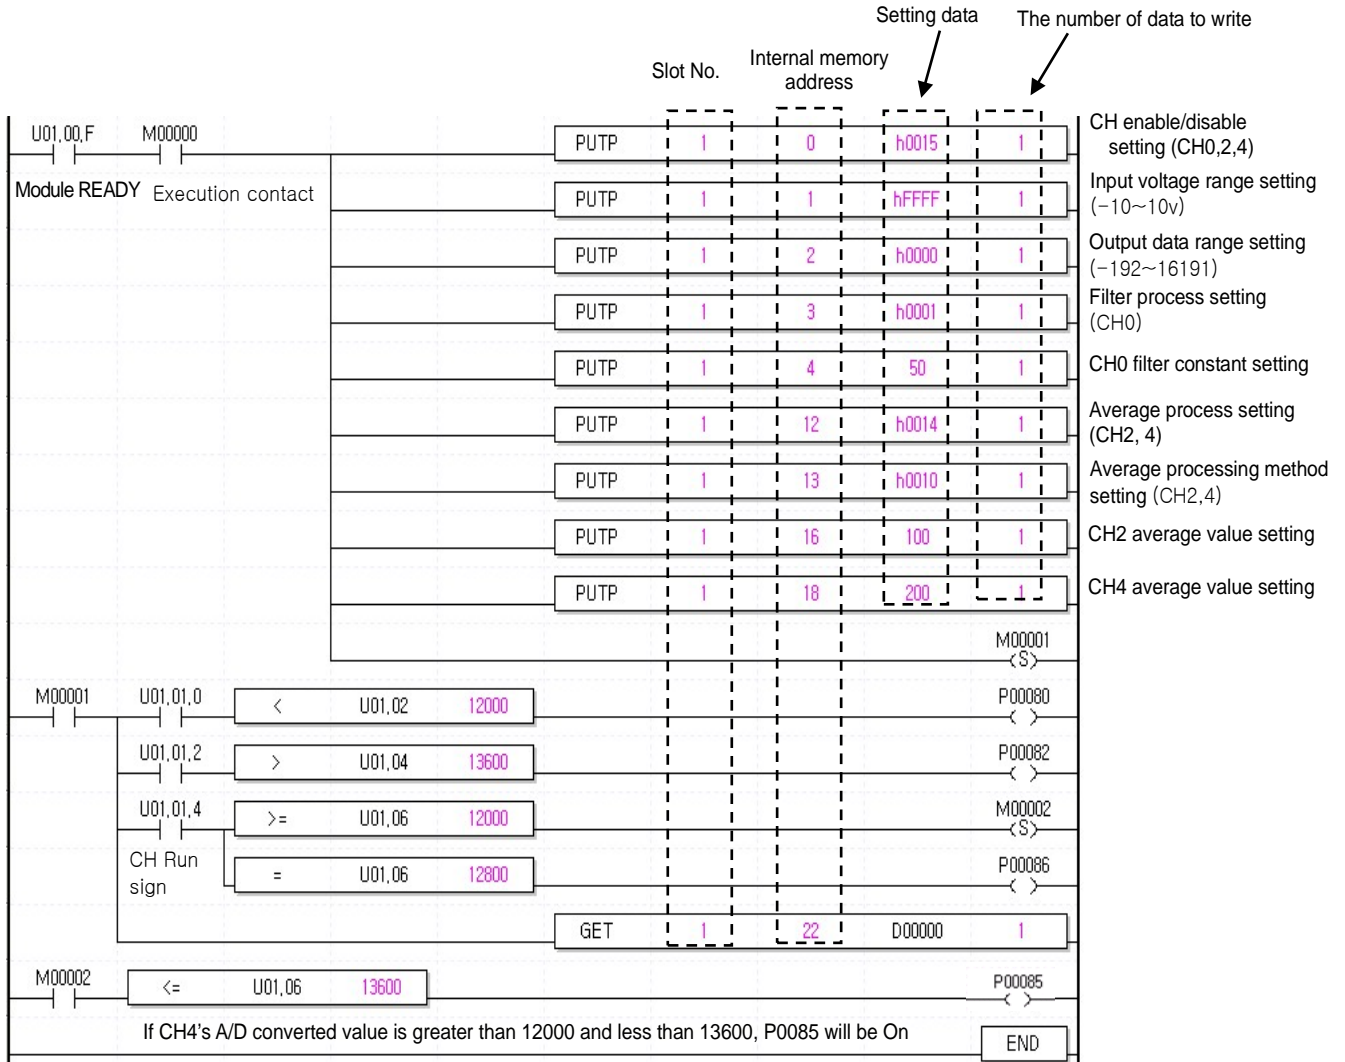 Setting data
The number of data to write
Slot No.
Internal memory
address
U01,00,F M00000 PUTP 1 0 h0015 1
CH enable/disable
setting (CH0,2,4)
Module READY Execution contact
PUTP 1 1 hFFFF 1
Input voltage range setting
(-10~10v)
PUTP 1 2 h0000 1
Output data range setting
(-192~16191)
PUTP 1 3 h0001 1
Filter process setting
(CH0)
PUTP 1 4 50 1
CH0 filter constant setting
PUTP 1 12 h0014 1
Average process setting
(CH2, 4)
PUTP 1 13 h0010 1
Average processing method
setting (CH2,4)
PUTP 1 16 100 1
CH2 average value setting
PUTP 1 18 200 1
CH4 average value setting
M00001
(S)
M00001 U01,01,0 < U01,02 12000 P00080
( )
U01,01,2 > U01,04 13600 P00082
( )
U01,01,4 >= U01,06 12000 M00002
(S)
CH Run
sign
= U01,06 12800 P00086
( )
GET 1 22 D00000 1
M00002 <= U01,06 13600 P00085
( )
If CH4's A/D converted value is greater than 12000 and less than 13600, P0085 will be On
END